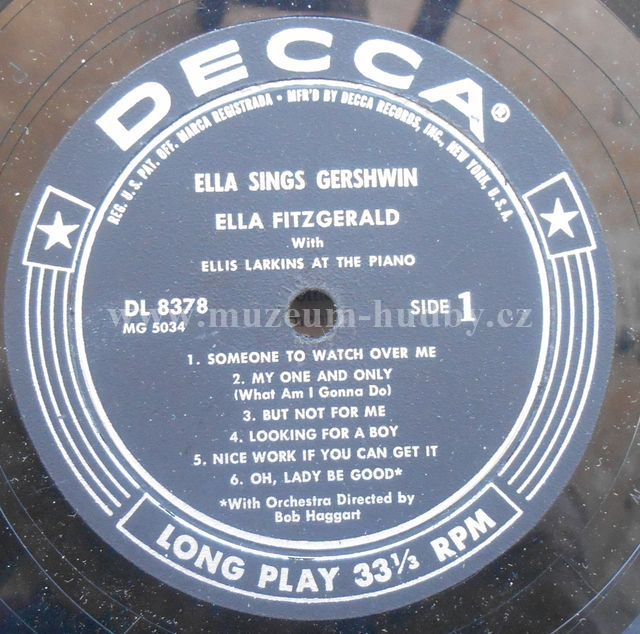 DECCA®
REG. U.S. PAT. OFF. MARCA REGISTRADA • MFR'D BY DECCA RECORDS, INC., NEW YORK, U.S.A.
ELLA SINGS GERSHWIN
ELLA FITZGERALD
With
ELLIS LARKINS AT THE PIANO
DL 8378
MG 5034
SIDE 1
www.muzeum-hudby.cz
1. SOMEONE TO WATCH OVER ME
2. MY ONE AND ONLY
(What Am I Gonna Do)
3. BUT NOT FOR ME
4. LOOKING FOR A BOY
5. NICE WORK IF YOU CAN GET IT
6. OH, LADY BE GOOD*
*With Orchestra Directed by
Bob Haggart
LONG PLAY 33⅓ RPM